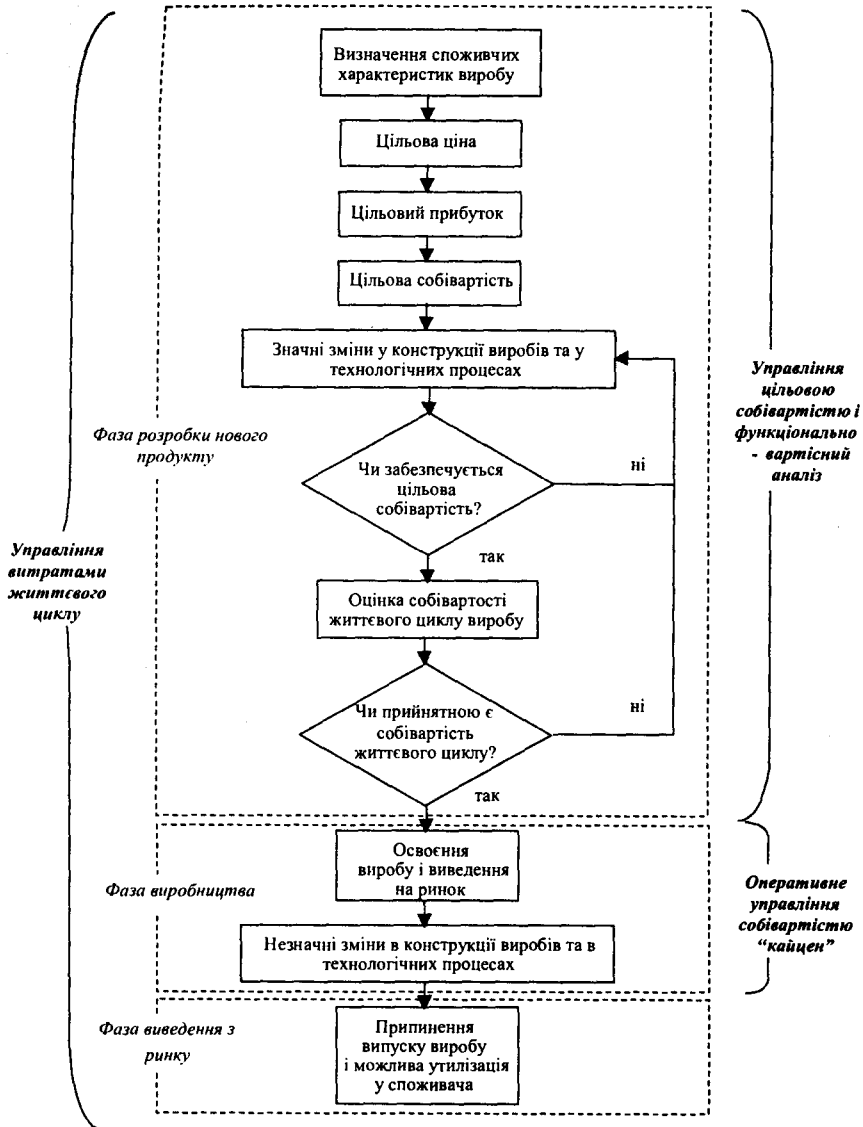 Визначення споживчих
характеристик виробу
Цільова ціна
Цільовий прибуток
Цільова собівартість
Значні зміни у конструкції виробів та у
технологічних процесах
Управління
цільовою
собівартістю і
функціонально
- вартісний
аналіз
Фаза розробки нового
продукту
Чи забезпечується
цільова
собівартість?
ні
так
Управління
витратами
життєвого
циклу
Оцінка собівартості
життєвого циклу виробу
Чи прийнятною є
собівартість
життєвого циклу?
ні
так
Фаза виробництва
Освоєння
виробу і виведення
на ринок
Оперативне
управління
собівартістю
“кайцен”
Незначні зміни в конструкції виробів та в
технологічних процесах
Фаза виведення з
ринку
Припинення
випуску виробу
і можлива утилізація
у споживача